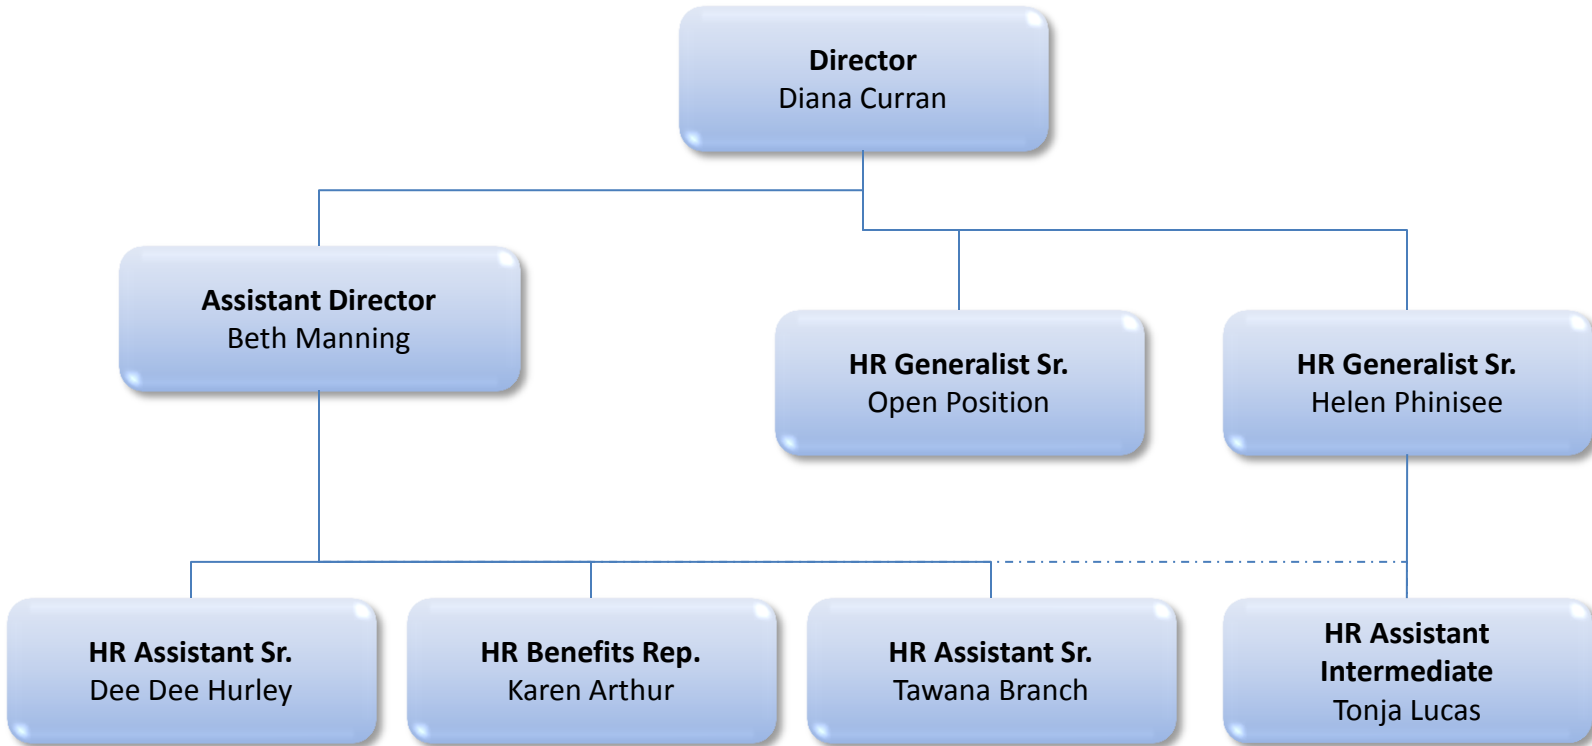 Director
Diana Curran
Assistant Director
Beth Manning
HR Generalist Sr.
Open Position
HR Generalist Sr.
Helen Phinisee
HR Assistant Sr.
Dee Dee Hurley
HR Benefits Rep.
Karen Arthur
HR Assistant Sr.
Tawana Branch
HR Assistant
Intermediate
Tonja Lucas